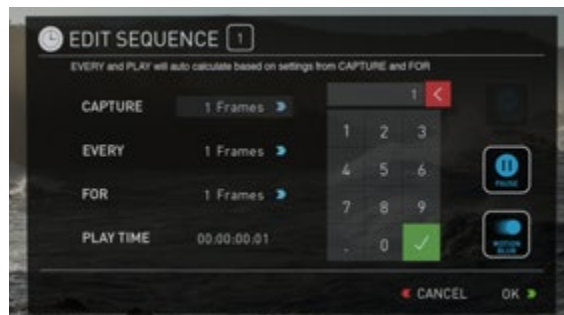 EDIT SEQUENCE 1
EVERY and PLAY will auto calculate based on settings from CAPTURE and FOR
CAPTURE 1 Frames
EVERY 1 Frames
FOR 1 Frames
PLAY TIME 00:00:00:01
1 <
1 2 3
4 5 6
7 8 9
. 0
PAUSE
MOTION BLUR
CANCEL OK